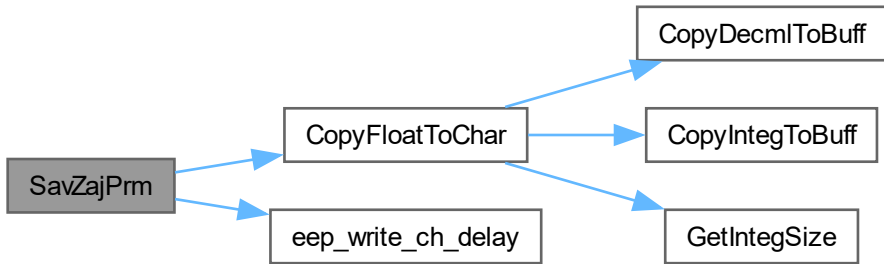 SavZajPrm
CopyFloatToChar
eep_write_ch_delay
CopyDecmlToBuff
CopyIntegToBuff
GetIntegSize